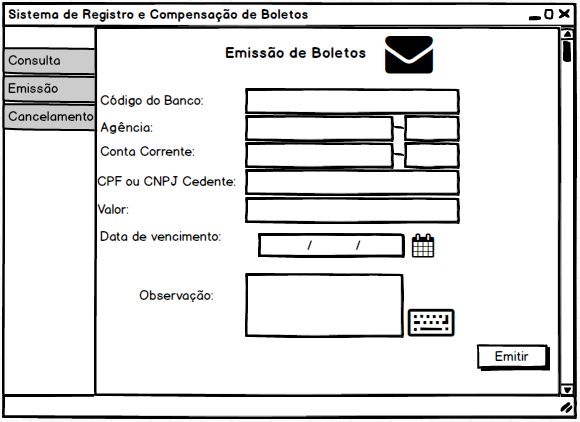 Sistema de Registro e Compensação de Boletos
Consulta
Emissão
Cancelamento
Emissão de Boletos
Código do Banco:
Agência:
Conta Corrente:
CPF ou CNPJ Cedente:
Valor:
Data de vencimento:
/ /
Observação:
Emitir